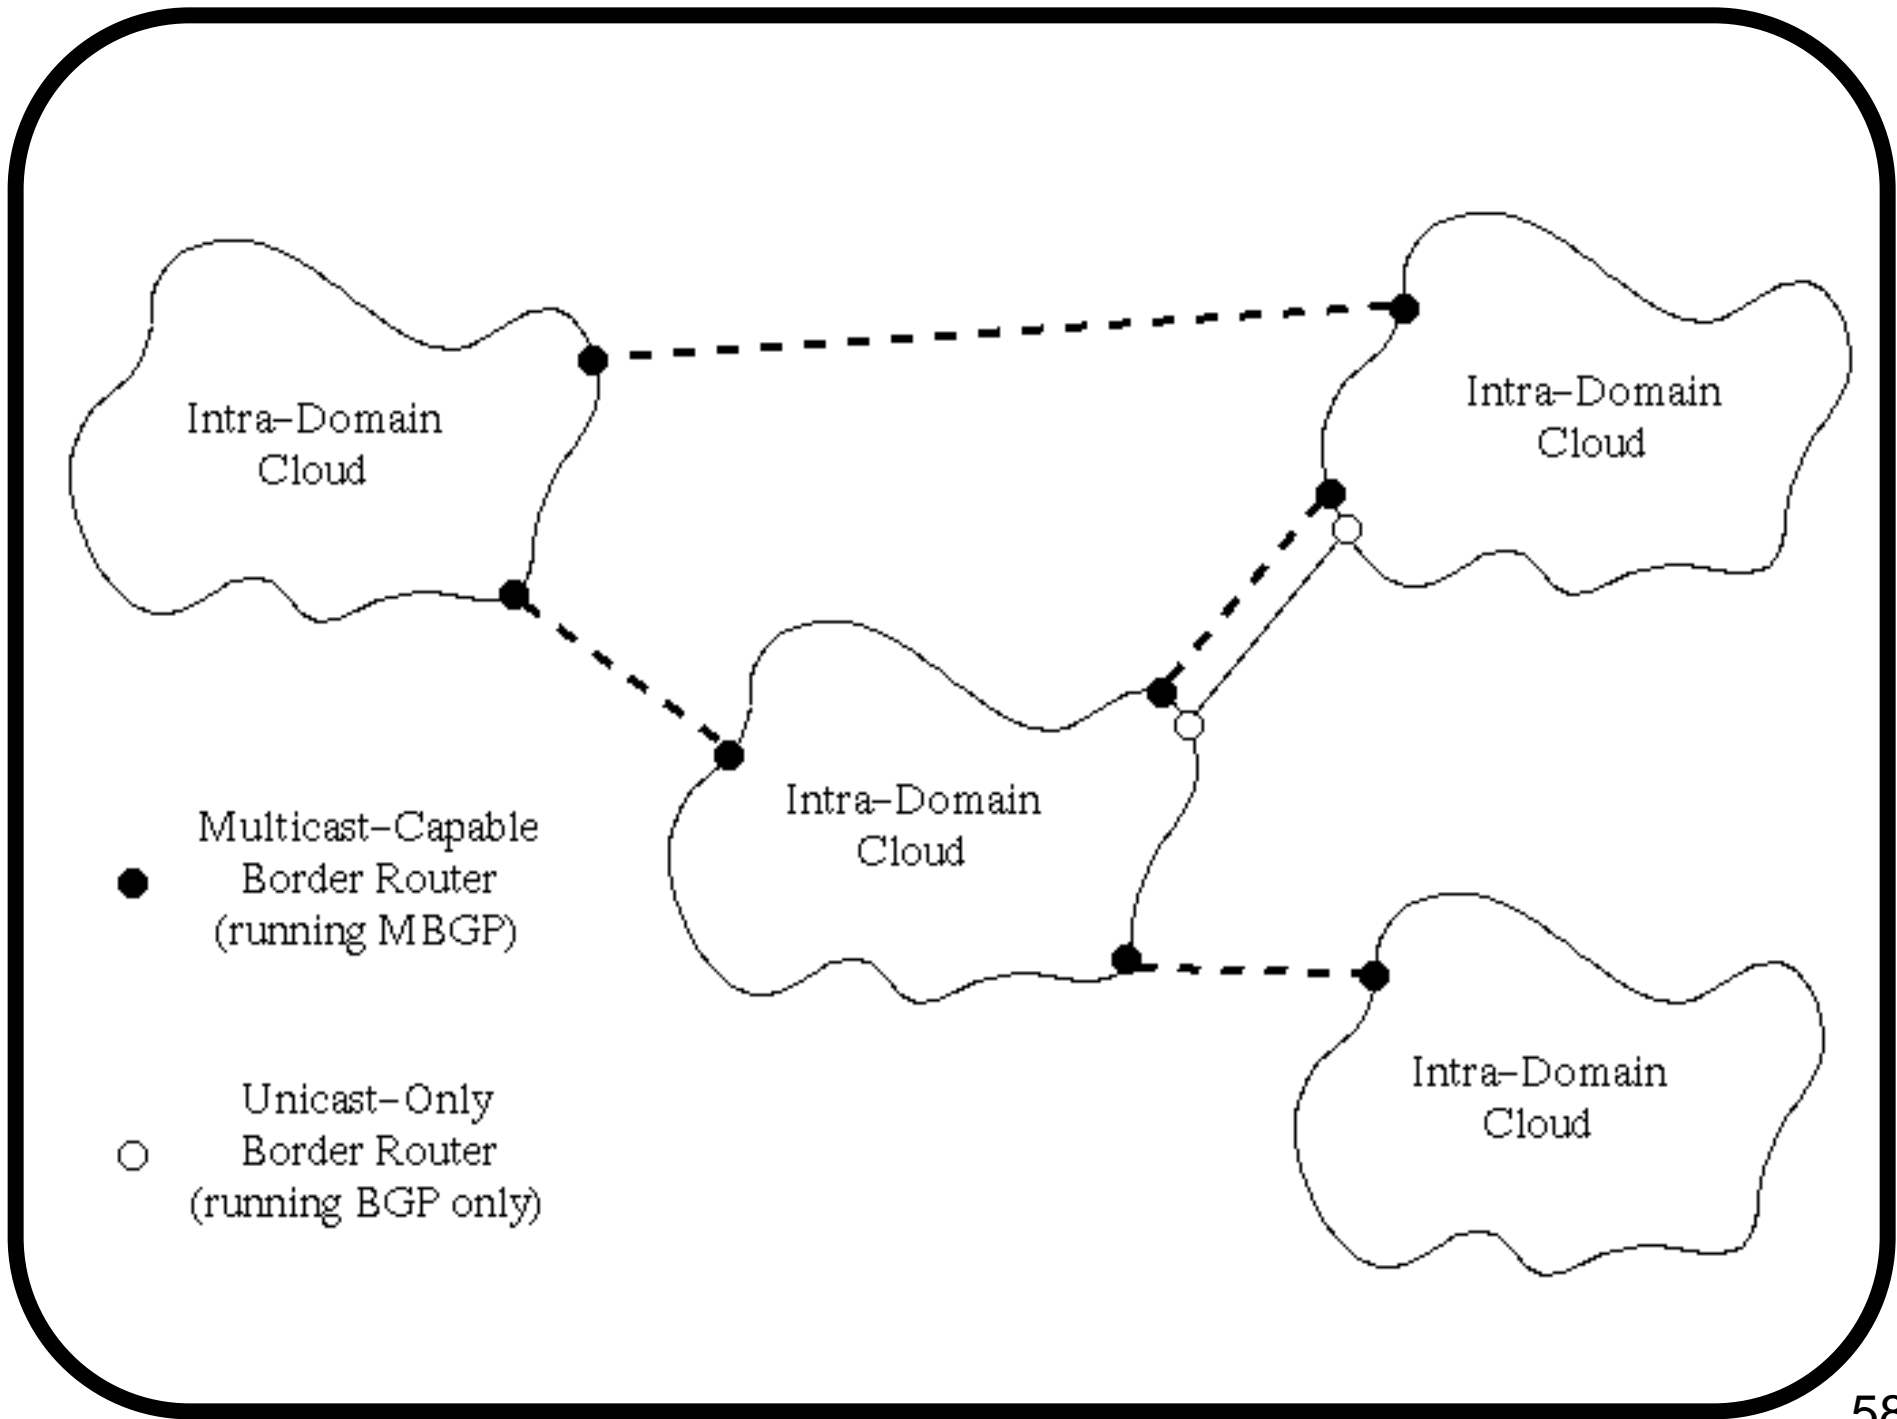 Intra–Domain
Cloud
Intra–Domain
Cloud
Intra–Domain
Cloud
Multicast–Capable
Border Router
(running MBGP)
Intra–Domain
Cloud
Unicast–Only
Border Router
(running BGP only)
58